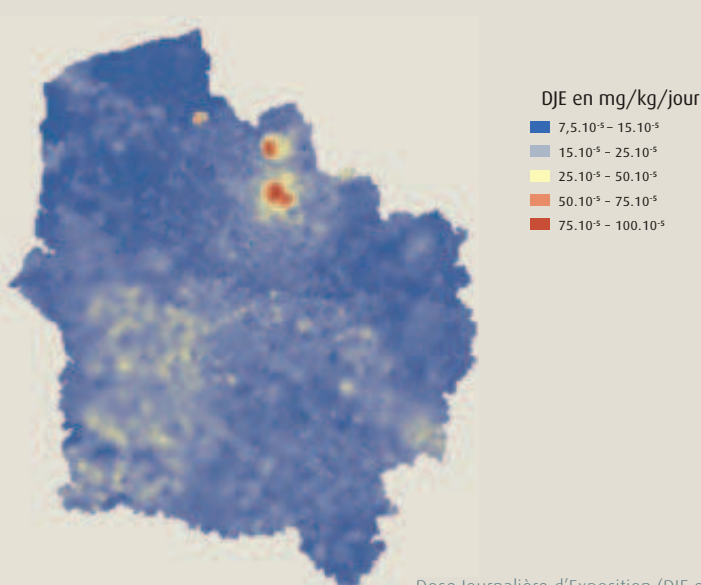 DJE en mg/kg/jour
7,5.10⁻⁵ – 15.10⁻⁵
15.10⁻⁵ – 25.10⁻⁵
25.10⁻⁵ – 50.10⁻⁵
50.10⁻⁵ – 75.10⁻⁵
75.10⁻⁵ – 100.10⁻⁵
Dose Journalière d'Exposition (DJE